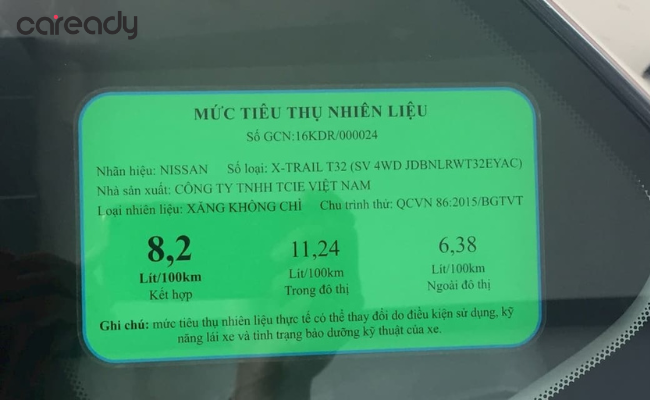 caready
MỨC TIÊU THỤ NHIÊN LIỆU
Số GCN:16KDR/000024
Nhãn hiệu: NISSAN Số loại: X-TRAIL T32 (SV 4WD JDBNLRWT32EYAC)
Nhà sản xuất: CÔNG TY TNHH TCIE VIỆT NAM
Loại nhiên liệu: XĂNG KHÔNG CHÌ Chu trình thử: QCVN 86:2015/BGTVT
8,2 11,24 6,38
Lít/100km Lít/100km Lít/100km
Kết hợp Trong đô thị Ngoài đô thị
Ghi chú: mức tiêu thụ nhiên liệu thực tế có thể thay đổi do điều kiện sử dụng, kỹ
năng lái xe và tình trạng bảo dưỡng kỹ thuật của xe.